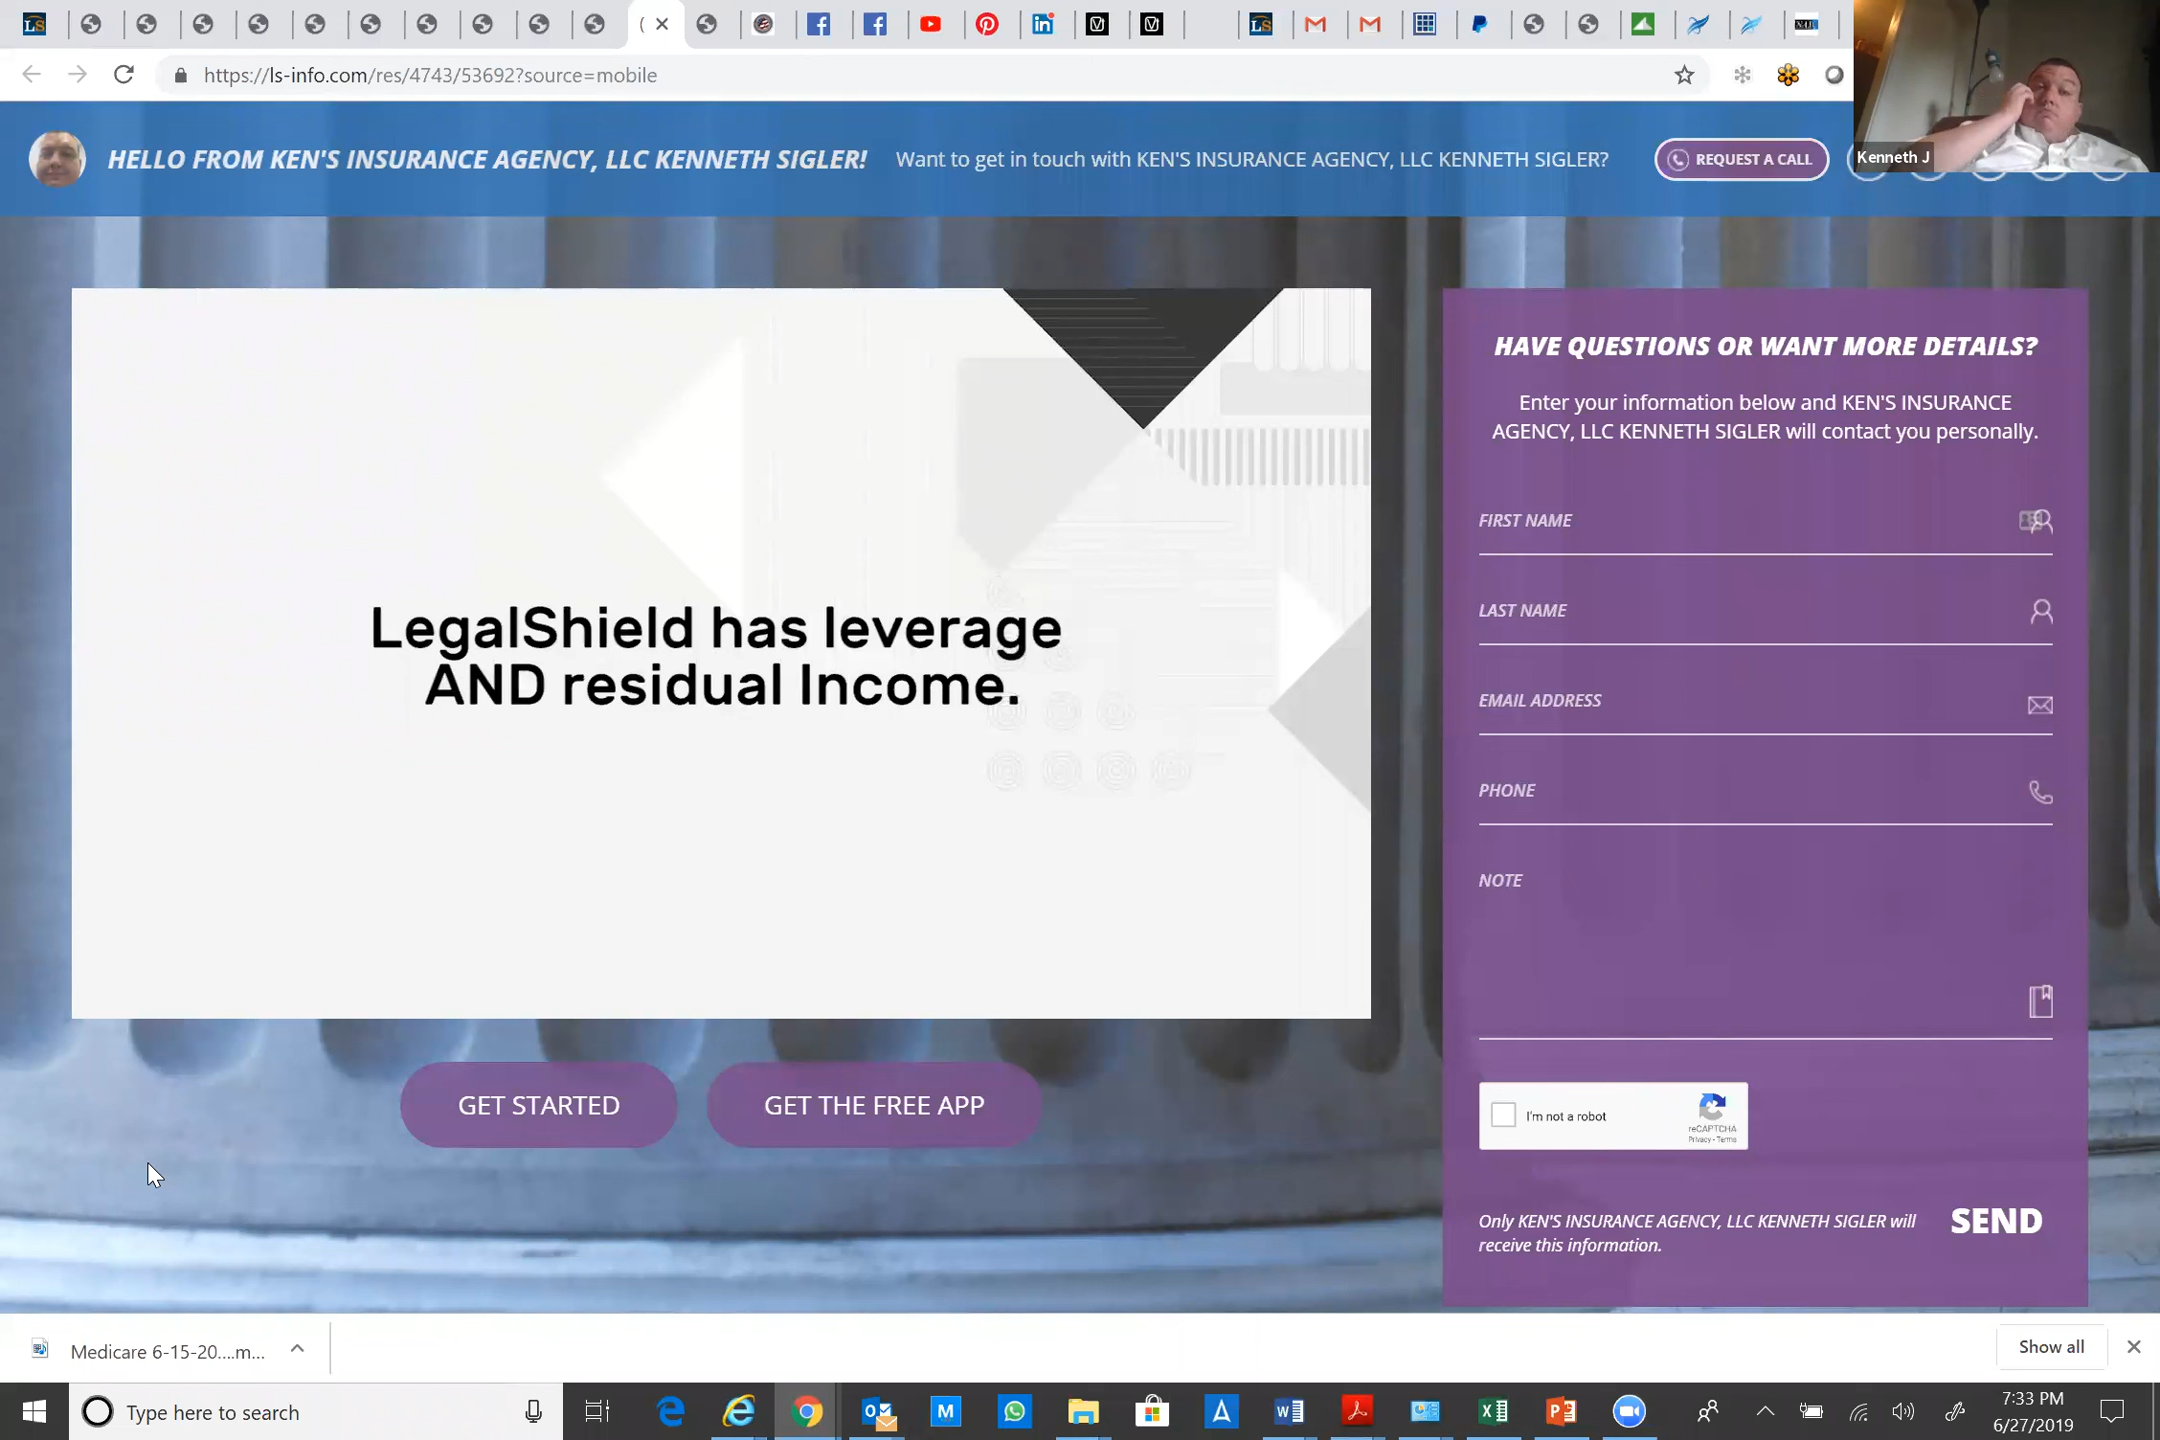 https://ls-info.com/res/4743/53692?source=mobile
HELLO FROM KEN'S INSURANCE AGENCY, LLC KENNETH SIGLER!
Want to get in touch with KEN'S INSURANCE AGENCY, LLC KENNETH SIGLER?
REQUEST A CALL
Kenneth J
LegalShield has leverage
AND residual Income.
GET STARTED
GET THE FREE APP
HAVE QUESTIONS OR WANT MORE DETAILS?
Enter your information below and KEN'S INSURANCE
AGENCY, LLC KENNETH SIGLER will contact you personally.
FIRST NAME
LAST NAME
EMAIL ADDRESS
PHONE
NOTE
I'm not a robot
reCAPTCHA
Privacy - Terms
Only KEN'S INSURANCE AGENCY, LLC KENNETH SIGLER will
receive this information.
SEND
Medicare 6-15-20....m...
Show all
Type here to search
7:33 PM
6/27/2019